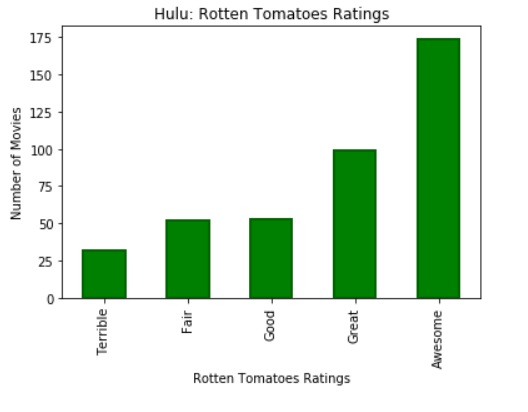 Hulu: Rotten Tomatoes Ratings
175
150
125
100
75
50
25
0
Number of Movies
Terrible
Fair
Good
Great
Awesome
Rotten Tomatoes Ratings